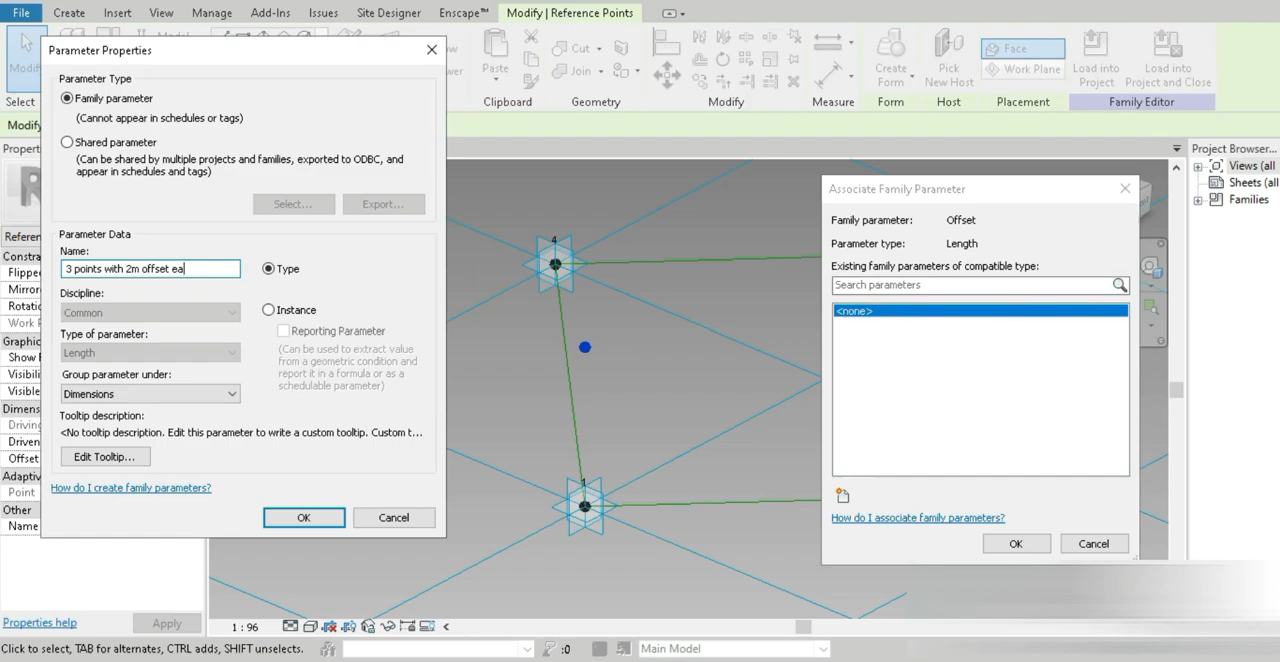 File Create Insert View Manage Add-Ins Issues Site Designer Enscape™ Modify | Reference Points
Parameter Properties
Parameter Type
Family parameter
(Cannot appear in schedules or tags)
Shared parameter
(Can be shared by multiple projects and families, exported to ODBC, and
appear in schedules and tags)
Select... Export...
Parameter Data
Name:
3 points with 2m offset ea
Type
Discipline:
Common
Instance
Reporting Parameter
Type of parameter:
Length
(Can be used to extract value
from a geometric condition and
report it in a formula or as a
schedulable parameter)
Group parameter under:
Dimensions
Tooltip description:
<No tooltip description. Edit this parameter to write a custom tooltip. Custom t...
Edit Tooltip...
How do I create family parameters?
OK Cancel
Modify
Select
Modify
Paste
Cut
Join
Clipboard
Geometry
Modify
Measure
Create
Form
Form
Pick
New Host
Host
Face
Work Plane
Placement
Load into
Project
Load into
Project and Close
Family Editor
Propert
Referen
Constra
Flippe
Mirror
Rotati
Work P
Graphic
Show
Visibili
Visible
Dimens
Driving
Driven
Offset
Adaptiv
Point
Other
Name
Properties help Apply
4
1
Associate Family Parameter
Family parameter: Offset
Parameter type: Length
Existing family parameters of compatible type:
Search parameters
<none>
How do I associate family parameters?
OK Cancel
Project Browser...
Views (all
Sheets (all
Families
1 : 96
Click to select, TAB for alternates, CTRL adds, SHIFT unselects.
:0
Main Model